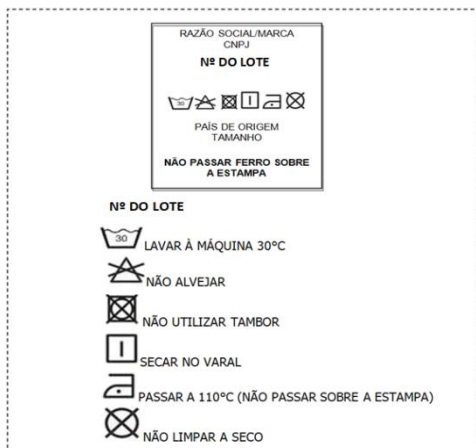 RAZÃO SOCIAL/MARCA
CNPJ
Nº DO LOTE
30
PAÍS DE ORIGEM
TAMANHO
NÃO PASSAR FERRO SOBRE
A ESTAMPA
Nº DO LOTE
30 LAVAR À MÁQUINA 30°C
NÃO ALVEJAR
NÃO UTILIZAR TAMBOR
SECAR NO VARAL
PASSAR A 110°C (NÃO PASSAR SOBRE A ESTAMPA)
NÃO LIMPAR A SECO